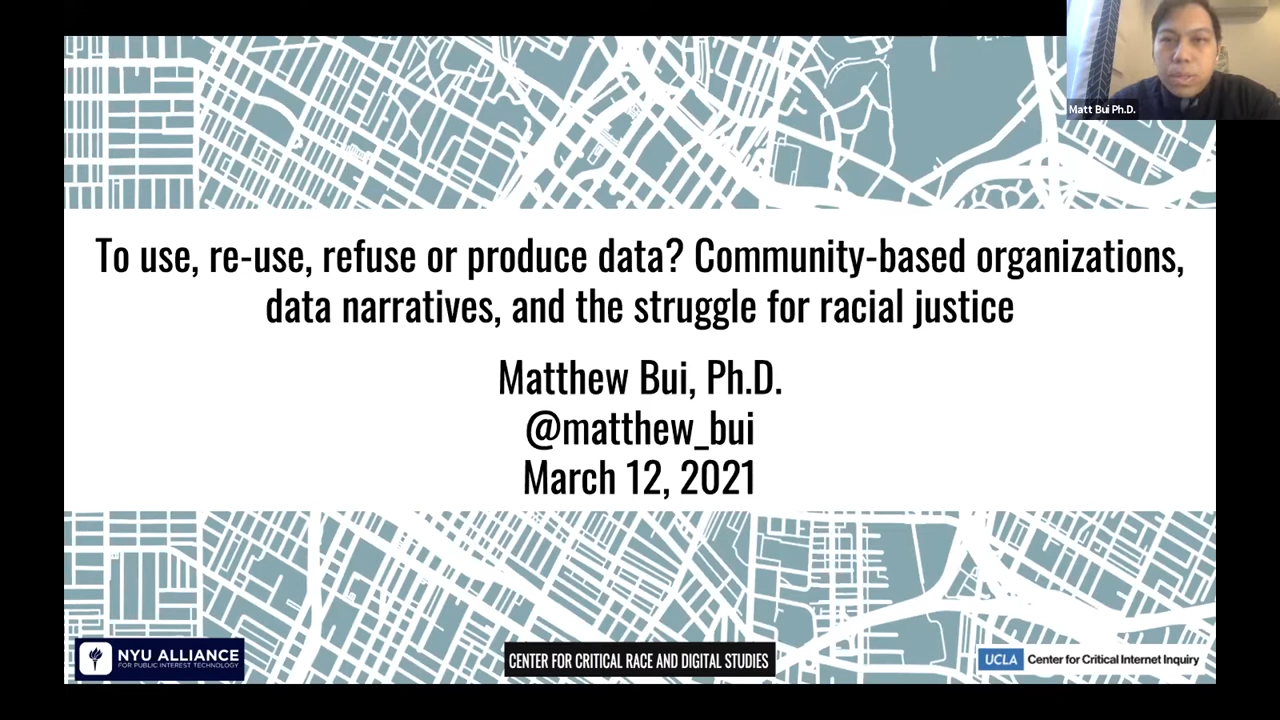 Matt Bui Ph.D.
To use, re-use, refuse or produce data? Community-based organizations,
data narratives, and the struggle for racial justice
Matthew Bui, Ph.D.
@matthew_bui
March 12, 2021
NYU ALLIANCE
FOR PUBLIC INTEREST TECHNOLOGY
CENTER FOR CRITICAL RACE AND DIGITAL STUDIES
UCLA Center for Critical Internet Inquiry